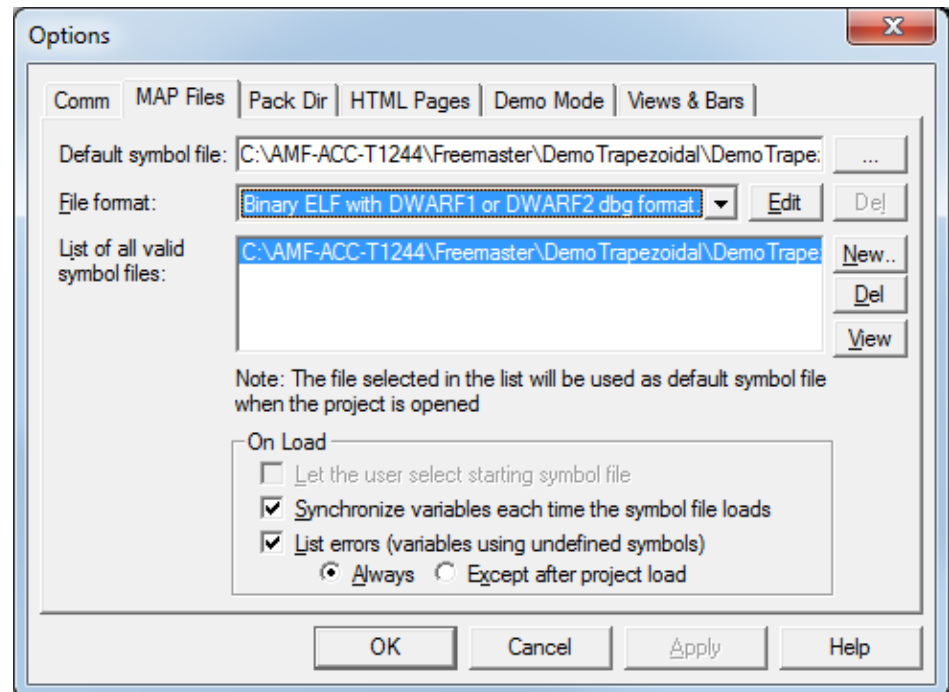 Options
Comm MAP Files Pack Dir HTML Pages Demo Mode Views & Bars
Default symbol file: C:\AMF-ACC-T1244\Freemaster\DemoTrapezoidal\DemoTrape: ...
File format: Binary ELF with DWARF1 or DWARF2 dbg format. Edit Del
List of all valid C:\AMF-ACC-T1244\Freemaster\DemoTrapezoidal\DemoTrape: New..
symbol files:
Del
View
Note: The file selected in the list will be used as default symbol file
when the project is opened
On Load
Let the user select starting symbol file
Synchronize variables each time the symbol file loads
List errors (variables using undefined symbols)
Always Except after project load
OK Cancel Apply Help